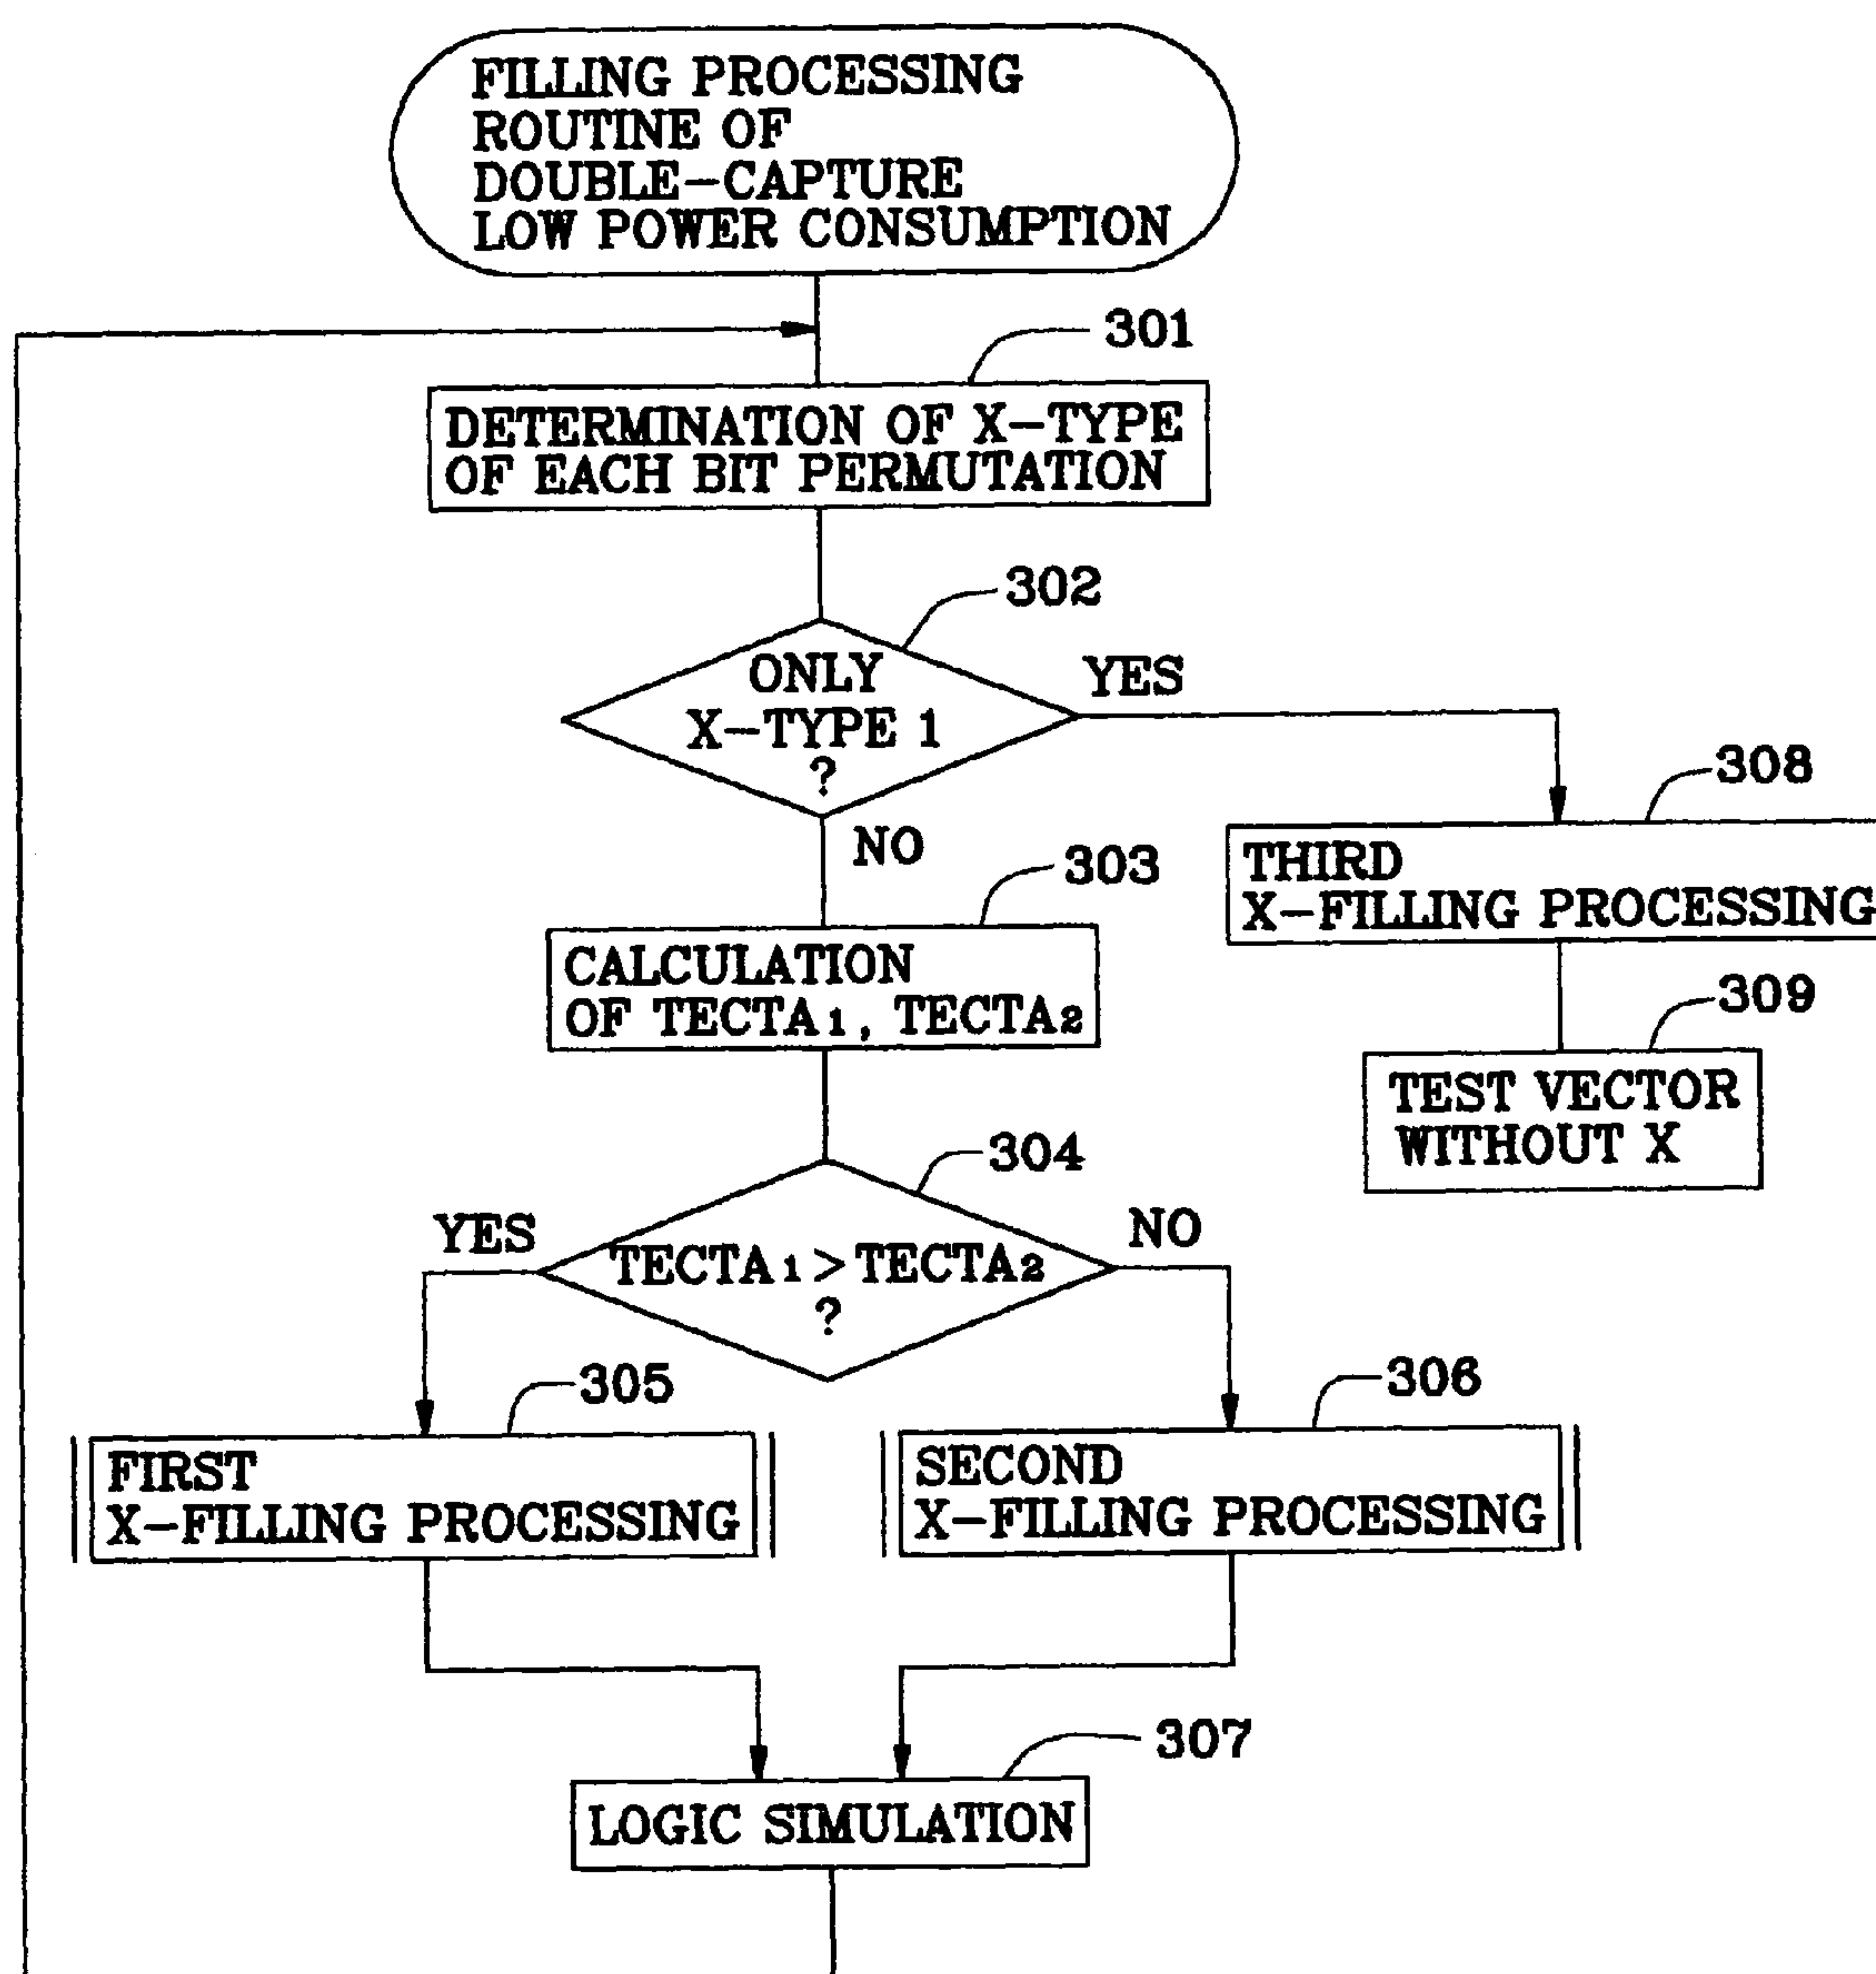 FILLING PROCESSING
ROUTINE OF
DOUBLE-CAPTURE
LOW POWER CONSUMPTION
301
DETERMINATION OF X-TYPE
OF EACH BIT PERMUTATION
302
ONLY
X-TYPE 1
?
YES
NO
308
THIRD
X-FILLING PROCESSING
303
CALCULATION
OF TECTA1, TECTA2
309
TEST VECTOR
WITHOUT X
304
YES
TECTA1 > TECTA2
?
NO
305
FIRST
X-FILLING PROCESSING
306
SECOND
X-FILLING PROCESSING
307
LOGIC SIMULATION